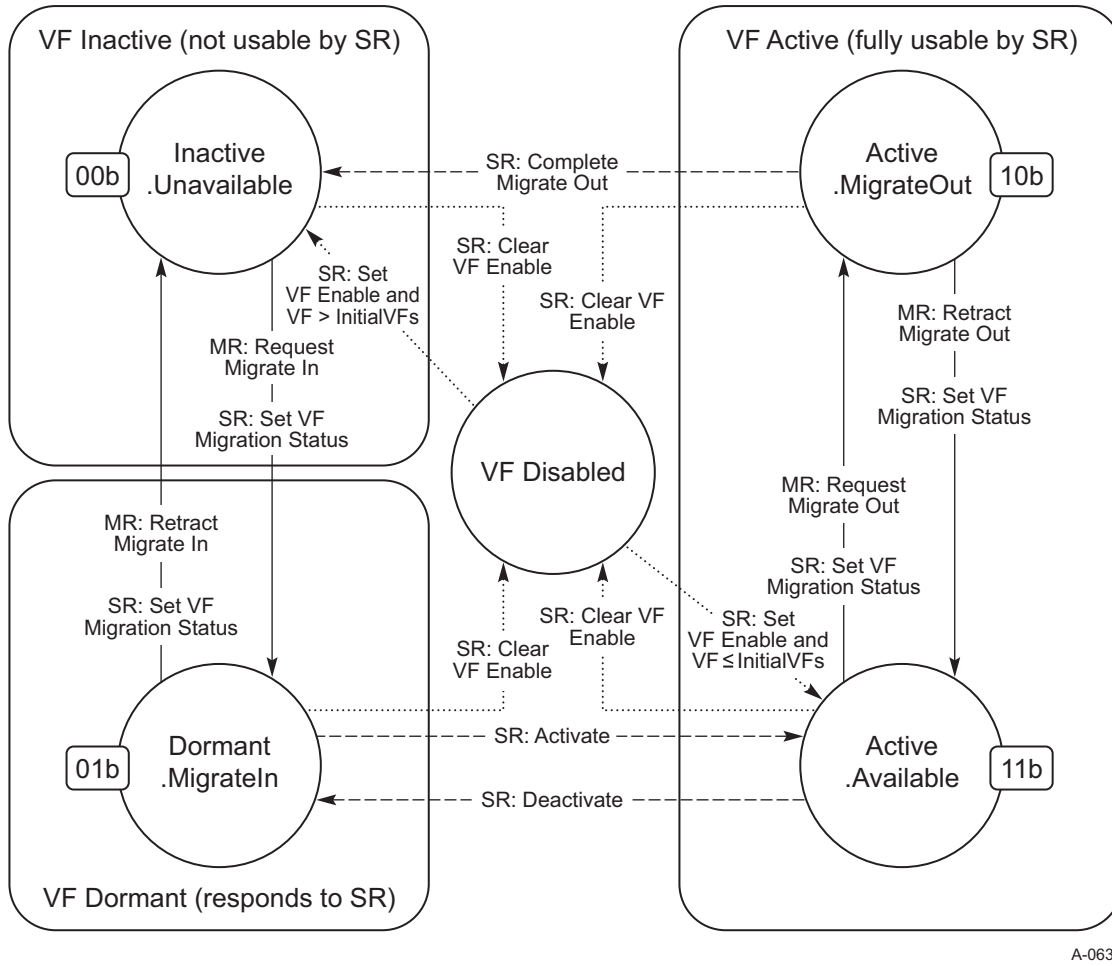 VF Inactive (not usable by SR)
VF Active (fully usable by SR)
Inactive
.Unavailable
00b
SR: Complete
Migrate Out
Active
.MigrateOut
10b
SR: Clear
VF Enable
SR: Set
VF Enable and
VF > InitialVFs
SR: Clear VF
Enable
MR: Retract
Migrate Out
MR: Request
Migrate In
SR: Set VF
Migration Status
SR: Set VF
Migration Status
VF Disabled
MR: Request
Migrate Out
MR: Retract
Migrate In
SR: Set VF
Migration Status
SR: Set VF
Migration Status
SR: Clear
VF Enable
SR: Clear VF
Enable
SR: Set
VF Enable and
VF ≤ InitialVFs
Dormant
.MigrateIn
01b
SR: Activate
SR: Deactivate
Active
.Available
11b
VF Dormant (responds to SR)
A-063